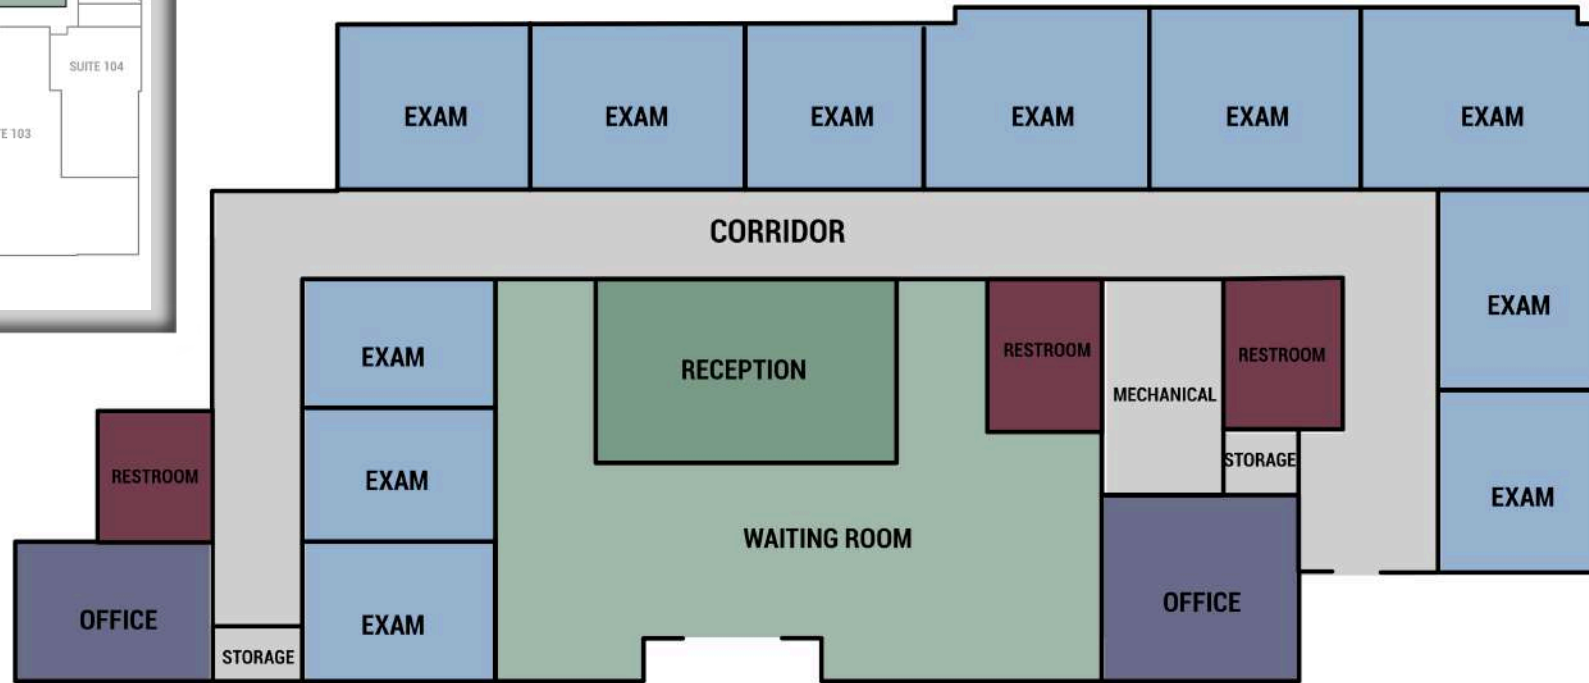 SUITE 104
E 103
EXAM
EXAM
EXAM
EXAM
EXAM
EXAM
CORRIDOR
EXAM
EXAM
RECEPTION
RESTROOM
MECHANICAL
RESTROOM
STORAGE
EXAM
RESTROOM
EXAM
EXAM
WAITING ROOM
OFFICE
OFFICE
STORAGE
EXAM